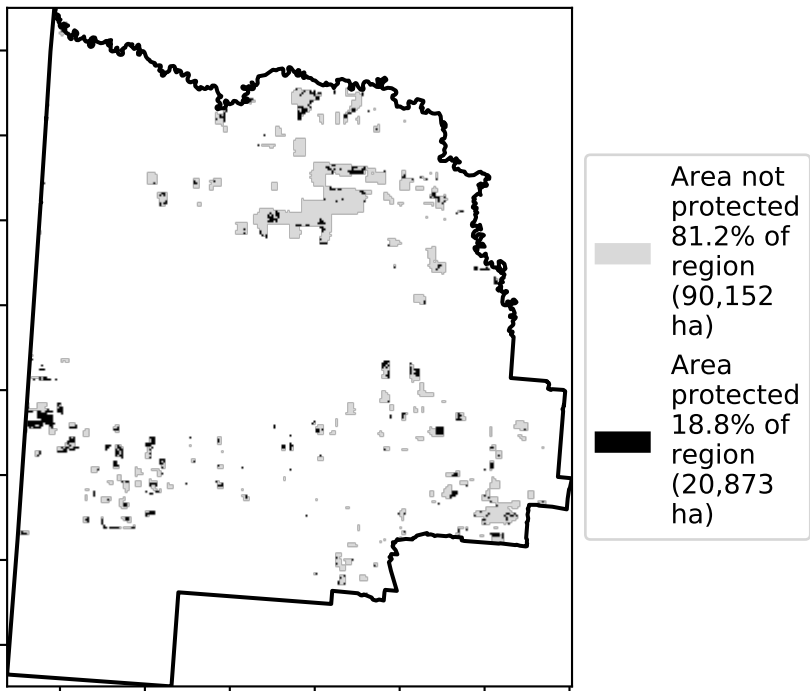 Area not
protected
81.2% of
region
(90,152
ha)
Area
protected
18.8% of
region
(20,873
ha)